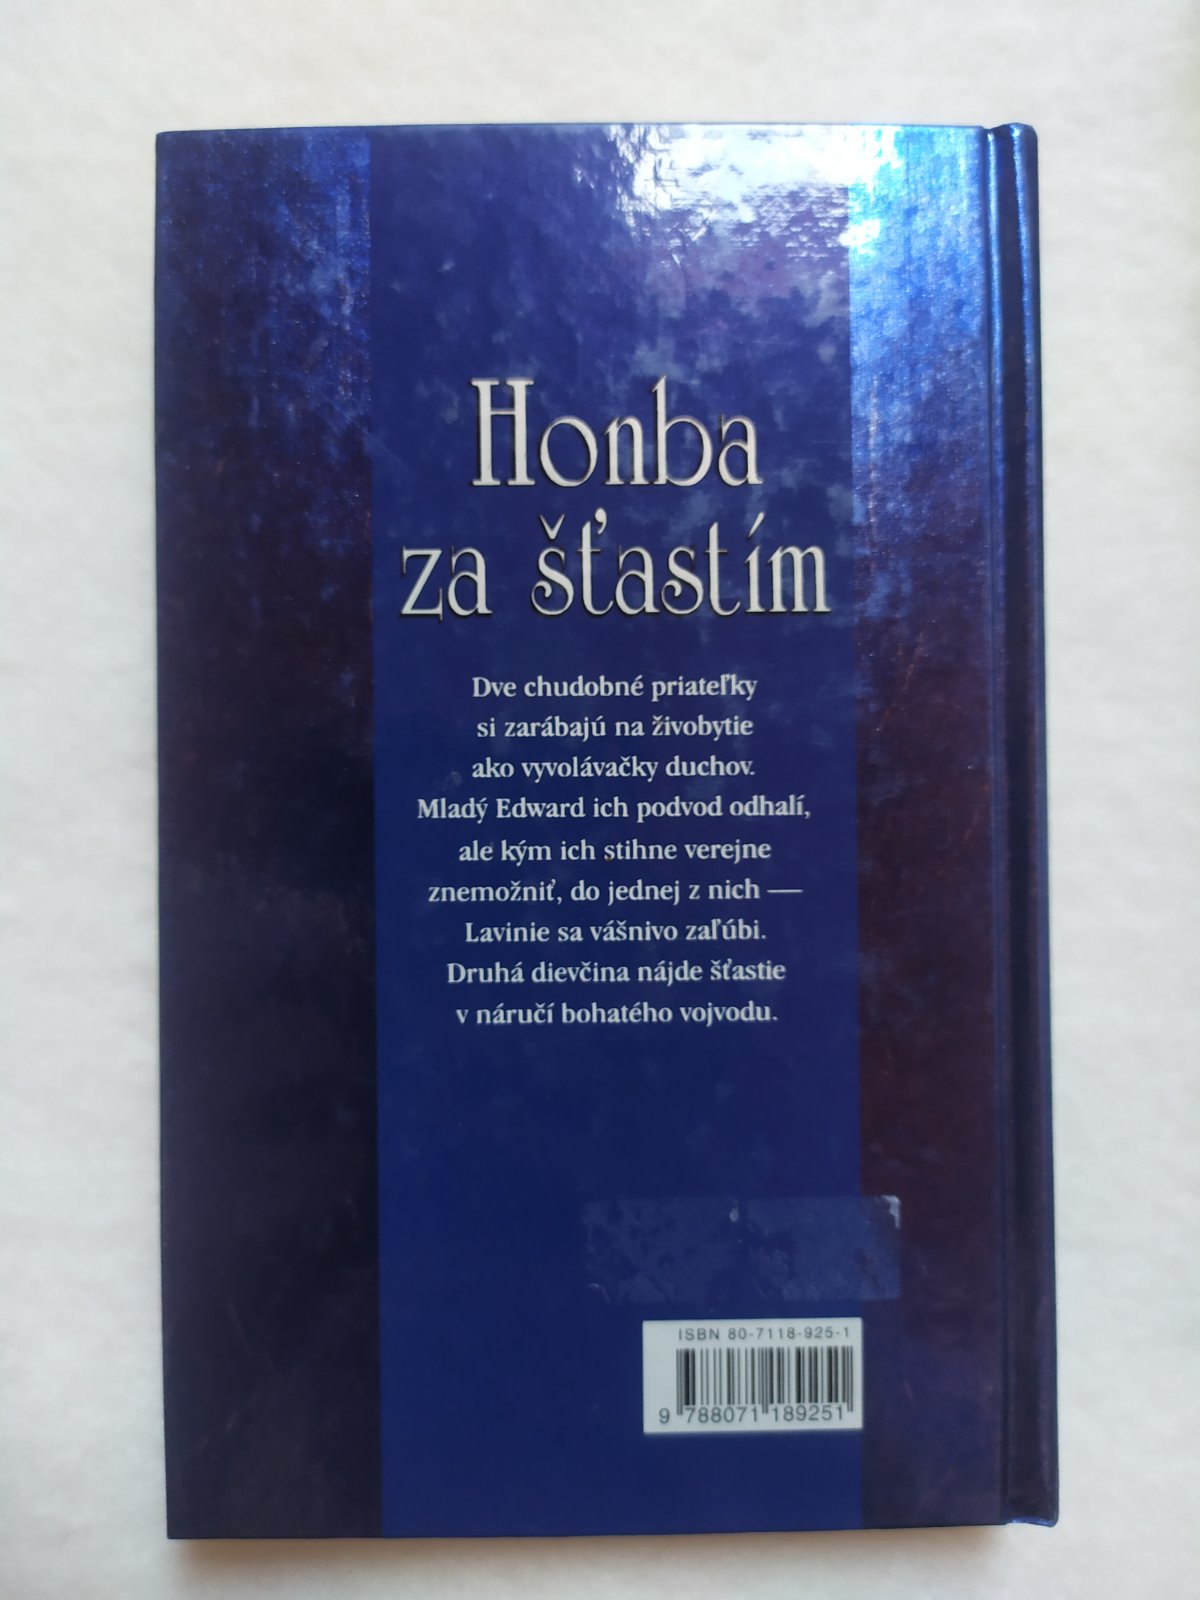 Honba
za šťastím
Dve chudobné priateľky
si zarábajú na živobytie
ako vyvolávačky duchov.
Mladý Edward ich podvod odhalí,
ale kým ich stihne verejne
znemožniť, do jednej z nich —
Lavinie sa vášnivo zaľúbi.
Druhá dievčina nájde šťastie
v náručí bohatého vojvodu.
ISBN 80-7118-925-1
9 788071 189251